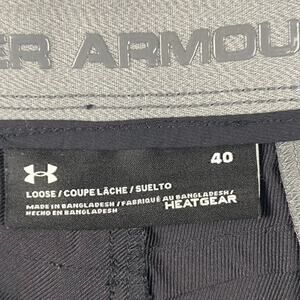 ER ARMOU
40
LOOSE / COUPE LÂCHE / SUELTO
MADE IN BANGLADESH / FABRIQUÉ AU BANGLADESH /
HECHO EN BANGLADESH HEATGEAR